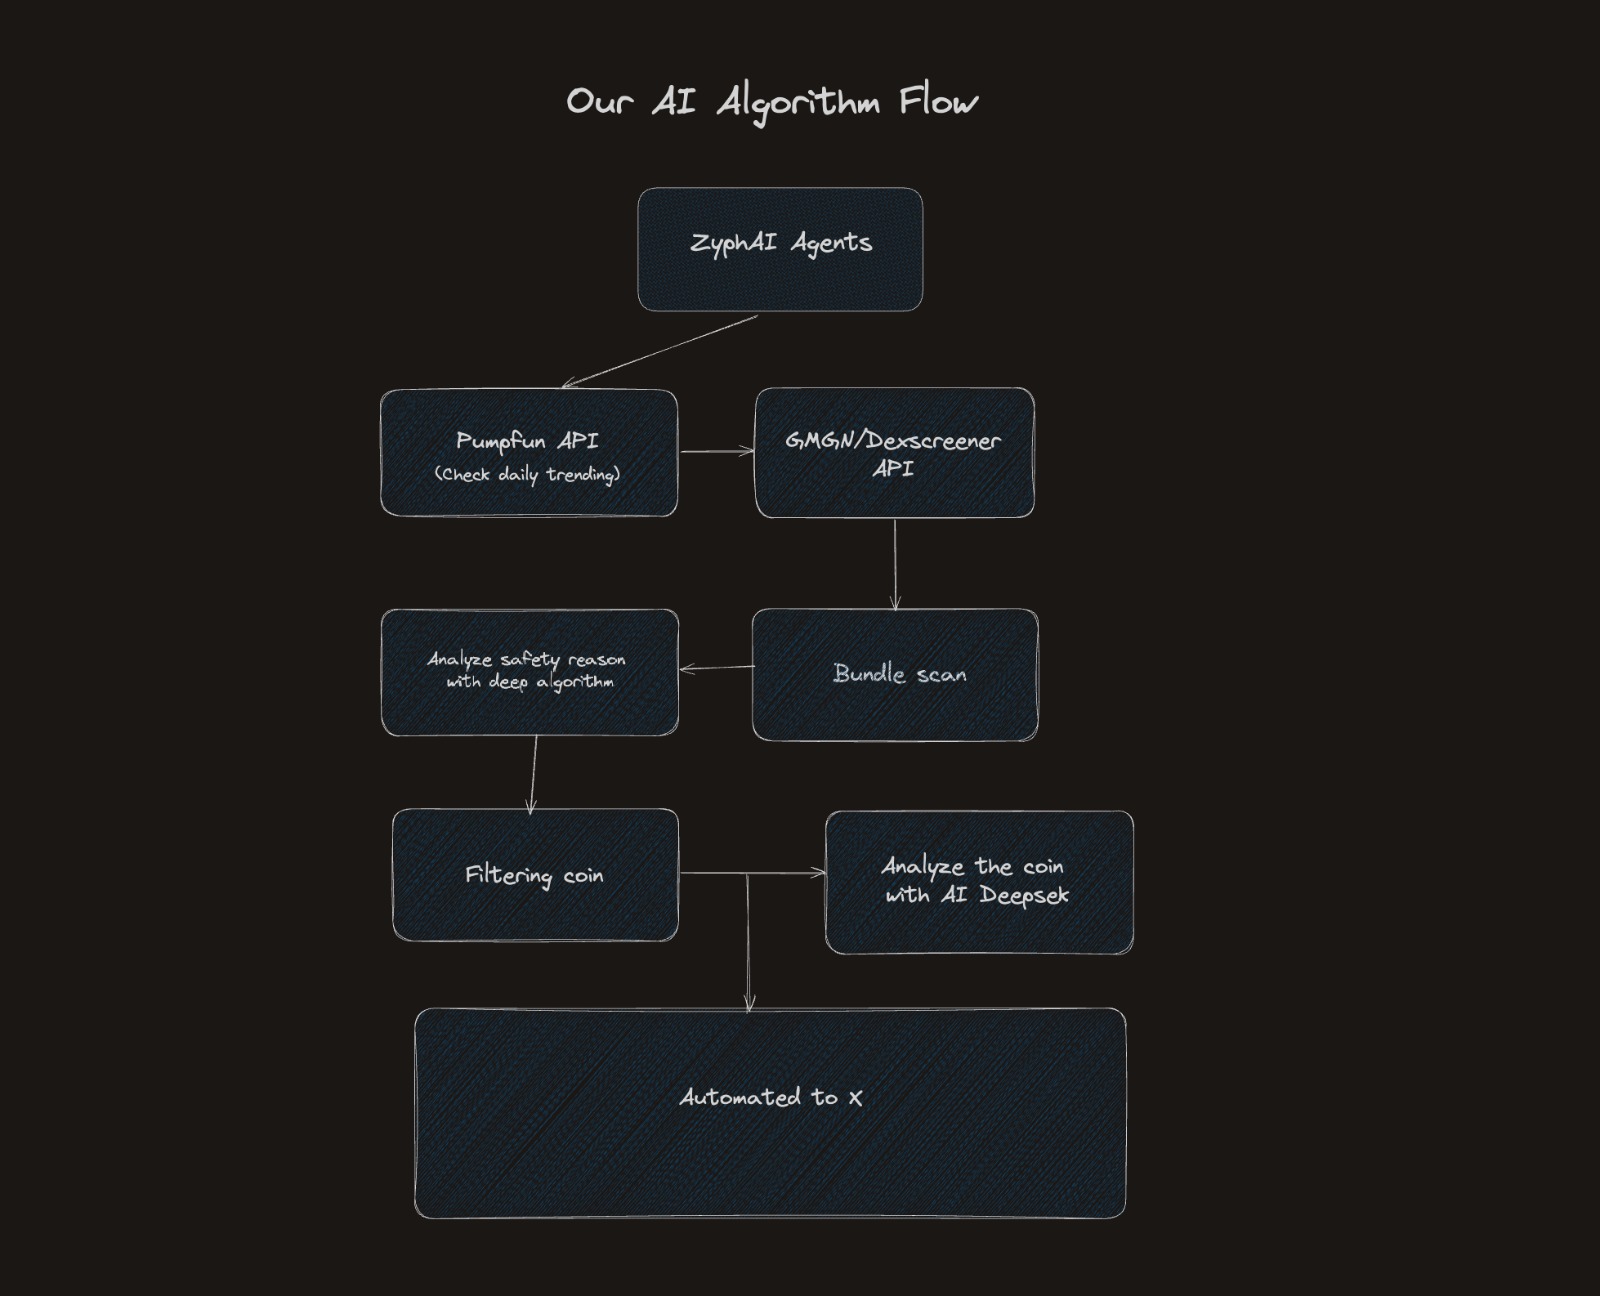 Our AI Algorithm Flow
ZyphAI Agents
Pumpfun API
(Check daily trending)
GMGN/Dexscreener
API
Analyze safety reason
with deep algorithm
Bundle scan
Filtering coin
Analyze the coin
with AI Deepsek
Automated to X